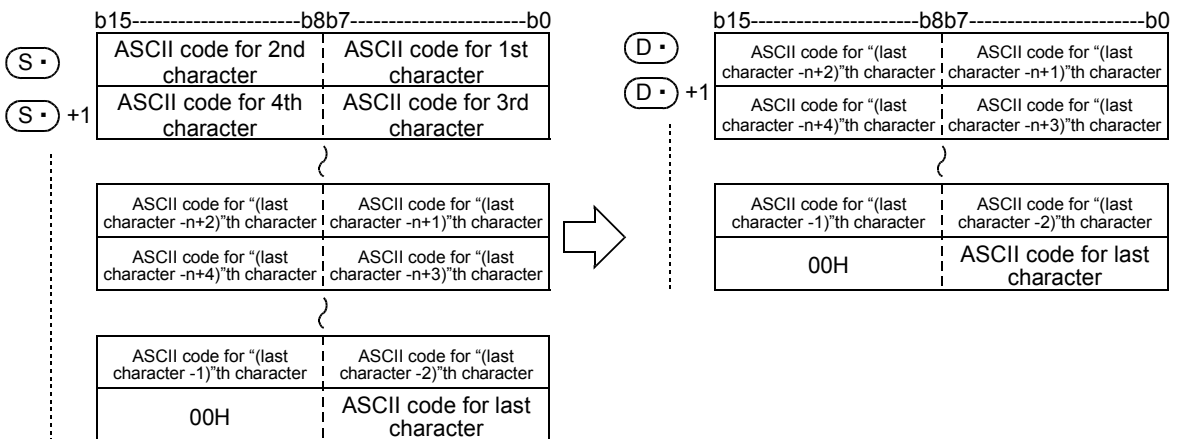 b15---------------------b8b7---------------------b0
S・
ASCII code for 2nd
character
ASCII code for 1st
character
S・ +1
ASCII code for 4th
character
ASCII code for 3rd
character
ASCII code for “(last
character -n+2)”th character
ASCII code for “(last
character -n+1)”th character
ASCII code for “(last
character -n+4)”th character
ASCII code for “(last
character -n+3)”th character
ASCII code for “(last
character -1)”th character
ASCII code for “(last
character -2)”th character
00H
ASCII code for last
character
b15---------------------b8b7---------------------b0
D・
ASCII code for “(last
character -n+2)”th character
ASCII code for “(last
character -n+1)”th character
D・ +1
ASCII code for “(last
character -n+4)”th character
ASCII code for “(last
character -n+3)”th character
ASCII code for “(last
character -1)”th character
ASCII code for “(last
character -2)”th character
00H
ASCII code for last
character